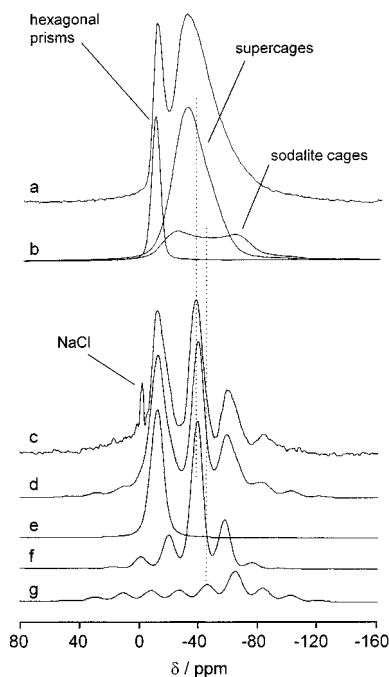 hexagonal
prisms
supercages
sodalite cages
a
b
NaCl
c
d
e
f
g
80 40 0 -40 -80 -120 -160
δ / ppm